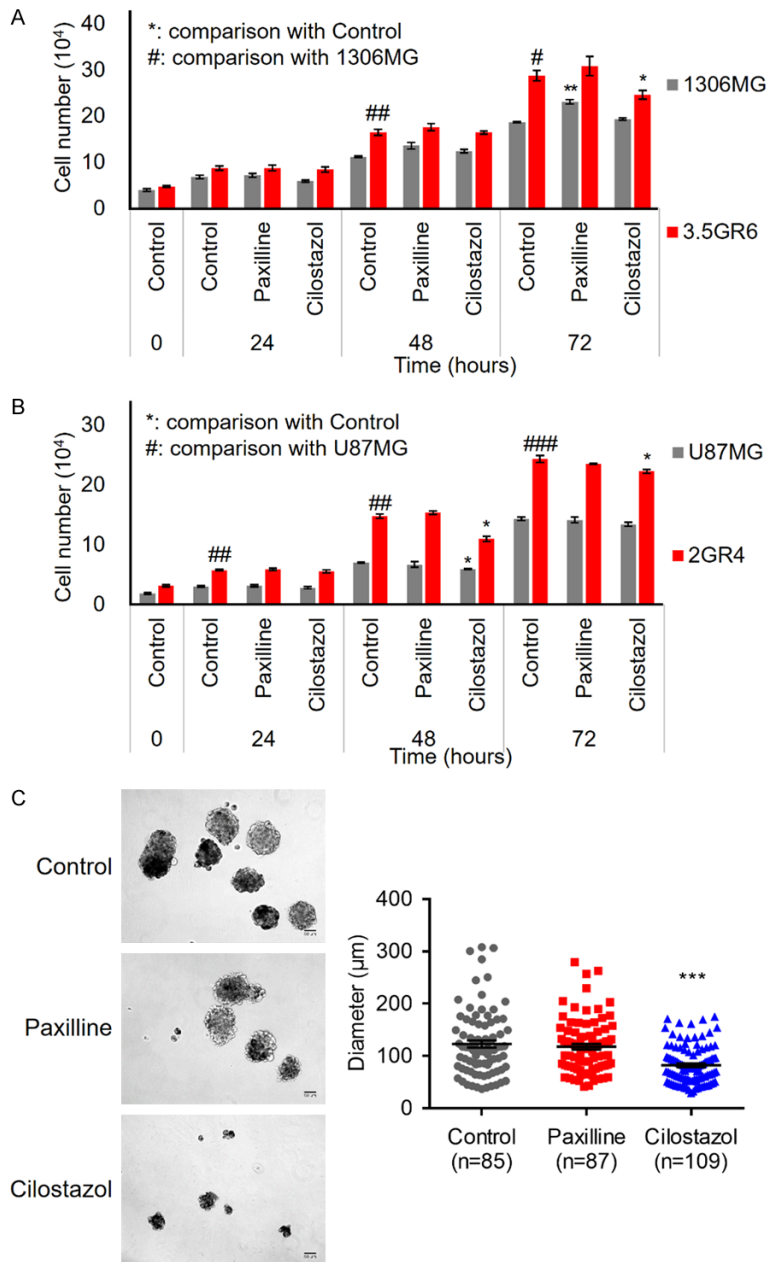 A
*: comparison with Control
#: comparison with 1306MG
Cell number (10⁴)
40
30
20
10
0
##
#
**
*
1306MG
3.5GR6
Control
Control
Paxilline
Cilostazol
Control
Paxilline
Cilostazol
Control
Paxilline
Cilostazol
0
24
48
72
Time (hours)
B
*: comparison with Control
#: comparison with U87MG
Cell number (10⁴)
30
20
10
0
##
##
*
*
###
*
U87MG
2GR4
Control
Control
Paxilline
Cilostazol
Control
Paxilline
Cilostazol
Control
Paxilline
Cilostazol
0
24
48
72
Time (hours)
C
Control
Paxilline
Cilostazol
Diameter (µm)
400
300
200
100
0
***
Control
Paxilline
Cilostazol
(n=85)
(n=87)
(n=109)